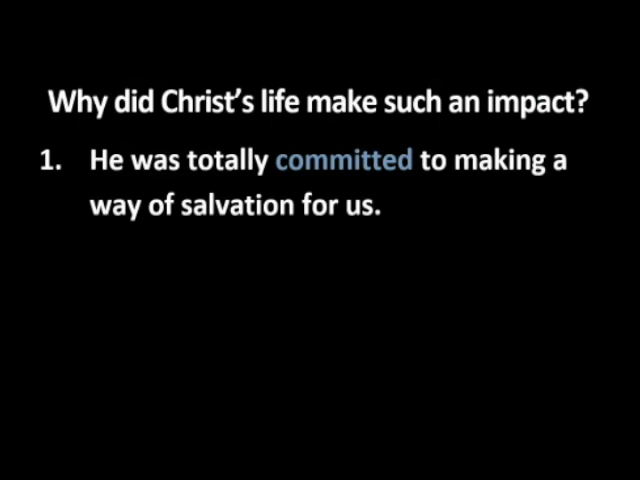 Why did Christ's life make such an impact?
1. He was totally committed to making a
way of salvation for us.